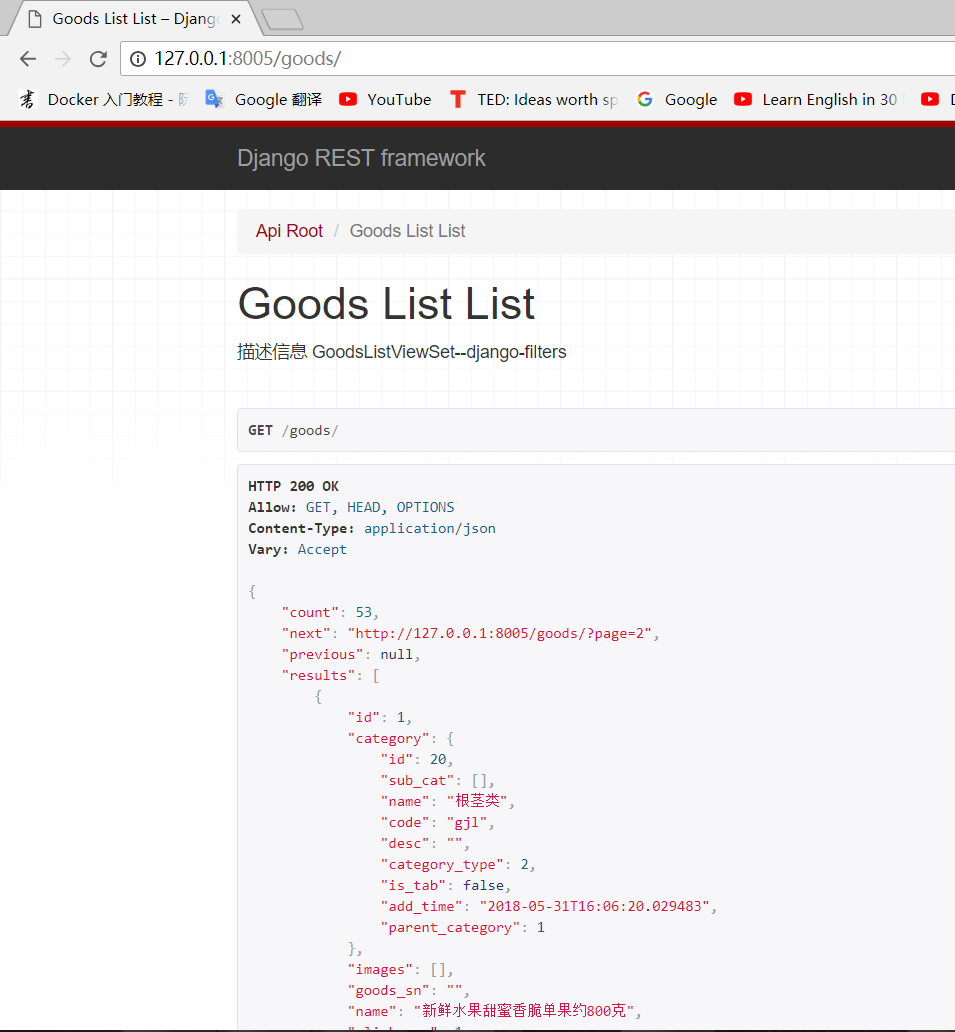 Goods List List – Djang
127.0.0.1:8005/goods/
Docker 入门教程 - 阮
Google 翻译
YouTube
TED: Ideas worth sp
Google
Learn English in 30
Django REST framework
Api Root / Goods List List
Goods List List
描述信息 GoodsListViewSet--django-filters
GET /goods/
HTTP 200 OK
Allow: GET, HEAD, OPTIONS
Content-Type: application/json
Vary: Accept
{
    "count": 53,
    "next": "http://127.0.0.1:8005/goods/?page=2",
    "previous": null,
    "results": [
        {
            "id": 1,
            "category": {
                "id": 20,
                "sub_cat": [],
                "name": "根茎类",
                "code": "gjl",
                "desc": "",
                "category_type": 2,
                "is_tab": false,
                "add_time": "2018-05-31T16:06:20.029483",
                "parent_category": 1
            },
            "images": [],
            "goods_sn": "",
            "name": "新鲜水果甜蜜香脆单果约800克",